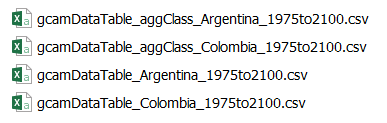 gcamDataTable_aggClass_Argentina_1975to2100.csv
gcamDataTable_aggClass_Colombia_1975to2100.csv
gcamDataTable_Argentina_1975to2100.csv
gcamDataTable_Colombia_1975to2100.csv